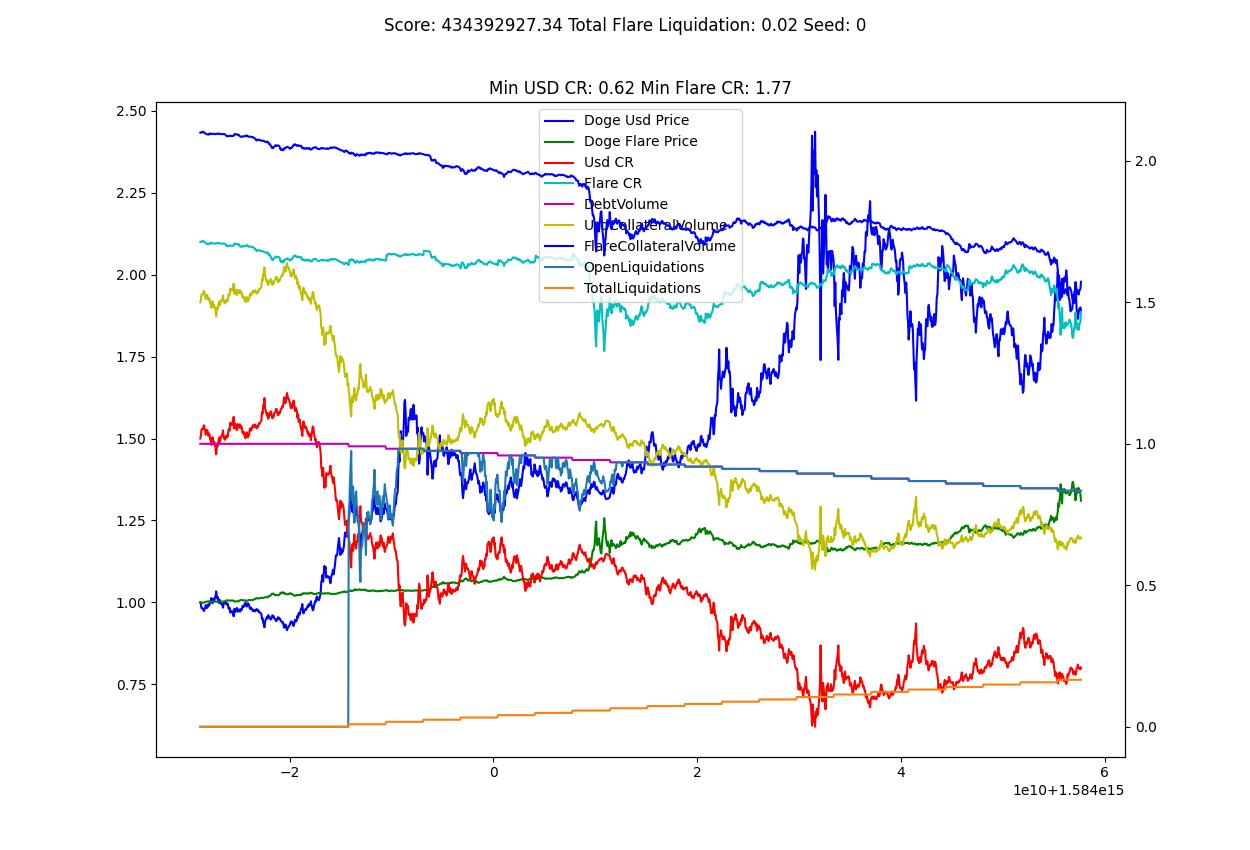 Score: 434392927.34 Total Flare Liquidation: 0.02 Seed: 0
Min USD CR: 0.62 Min Flare CR: 1.77
2.50
2.25
2.00
1.75
1.50
1.25
1.00
0.75
Doge Usd Price
Doge Flare Price
Usd CR
Flare CR
DebtVolume
UsdCollateralVolume
FlareCollateralVolume
OpenLiquidations
TotalLiquidations
2.0
1.5
1.0
0.5
0.0
−2
0
2
4
6
1e10+1.584e15